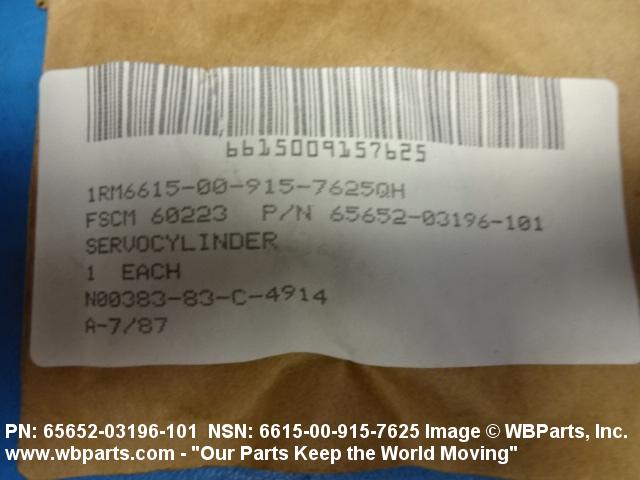 6615009157625
1RM6615-00-915-7625QH
FSCM 60223 P/N 65652-03196-101
SERVOCYLINDER
1 EACH
N00383-83-C-4914
A-7/87
PN: 65652-03196-101 NSN: 6615-00-915-7625 Image © WBParts, Inc.
www.wbparts.com - "Our Parts Keep the World Moving"